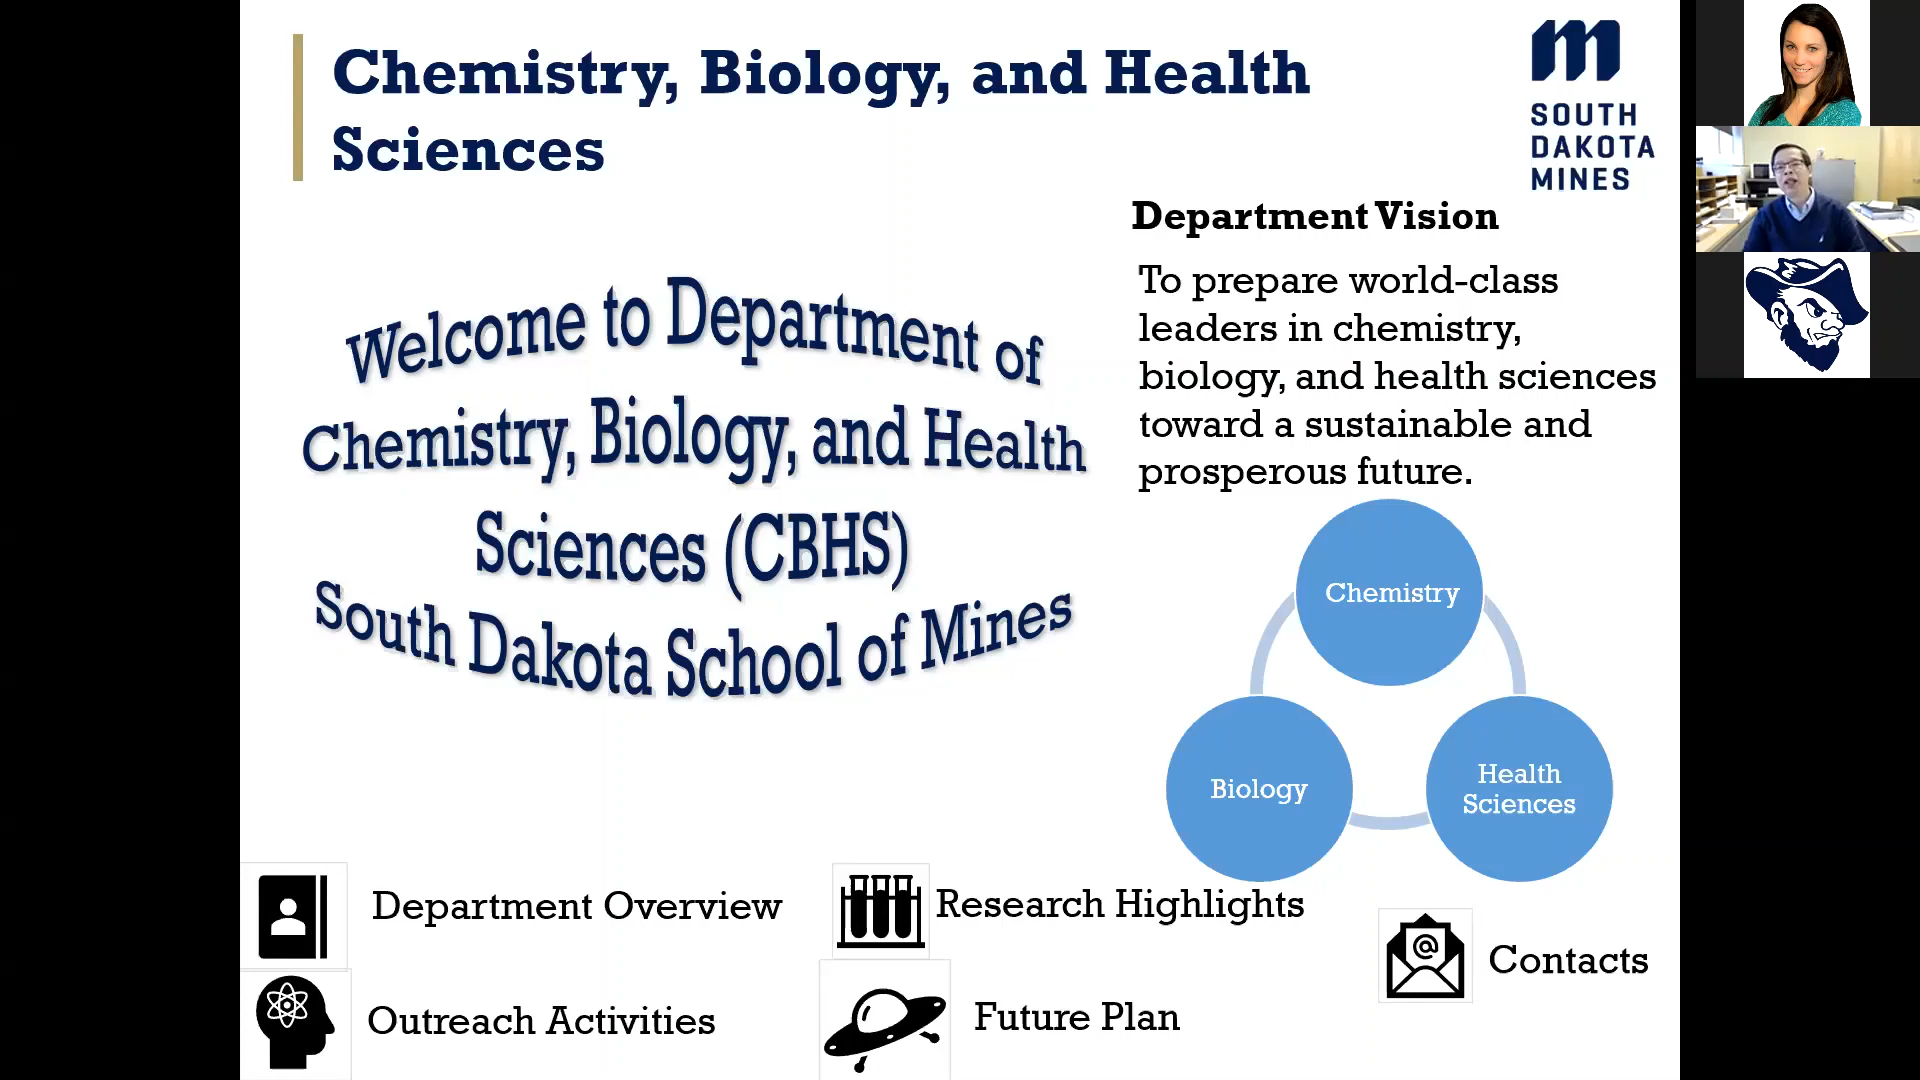 Chemistry, Biology, and Health
Sciences
SOUTH
DAKOTA
MINES
Department Vision
To prepare world-class
leaders in chemistry,
biology, and health sciences
toward a sustainable and
prosperous future.
Welcome to Department of
Chemistry, Biology, and Health
Sciences (CBHS)
South Dakota School of Mines
Chemistry
Biology
Health
Sciences
Department Overview
Research Highlights
Contacts
Outreach Activities
Future Plan